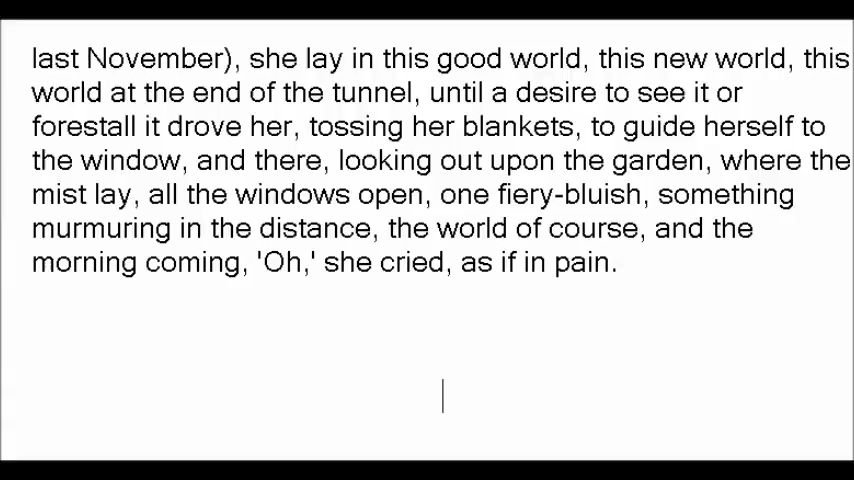 last November), she lay in this good world, this new world, this
world at the end of the tunnel, until a desire to see it or
forestall it drove her, tossing her blankets, to guide herself to
the window, and there, looking out upon the garden, where the
mist lay, all the windows open, one fiery-bluish, something
murmuring in the distance, the world of course, and the
morning coming, 'Oh,' she cried, as if in pain.